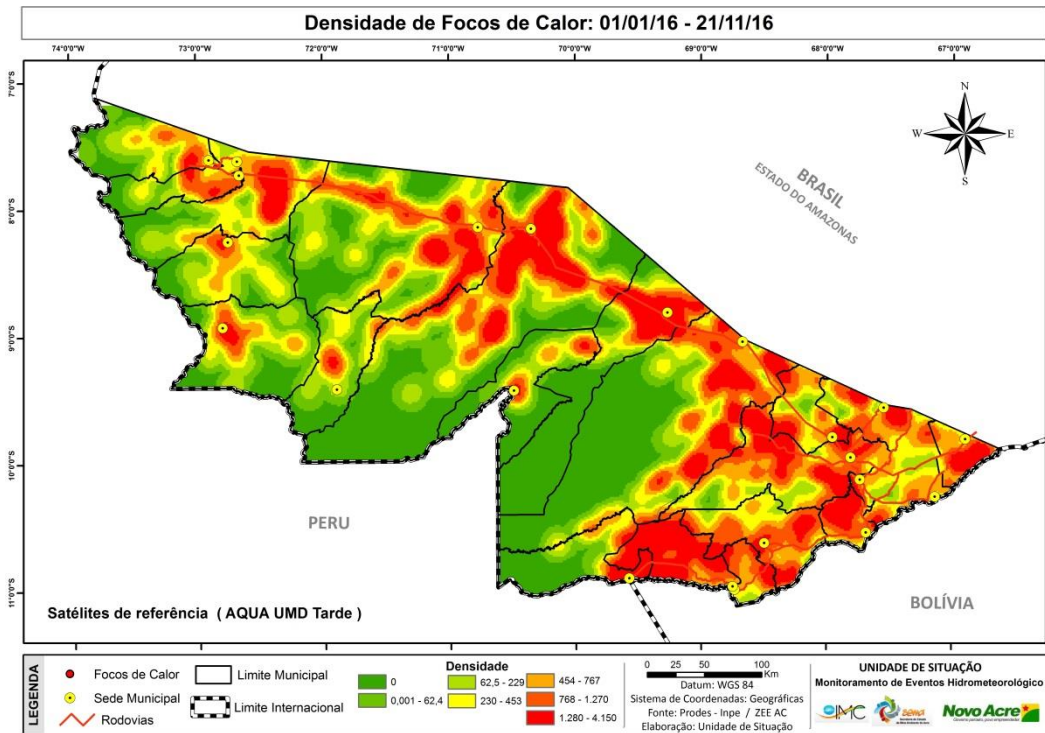 Densidade de Focos de Calor: 01/01/16 - 21/11/16
74°0'0"W 73°0'0"W 72°0'0"W 71°0'0"W 70°0'0"W 69°0'0"W 68°0'0"W 67°0'0"W
7°0'0"S
8°0'0"S
9°0'0"S
10°0'0"S
11°0'0"S
N
W E
S
BRASIL
ESTADO DO AMAZONAS
PERU
BOLÍVIA
Satélites de referência ( AQUA UMD Tarde )
LEGENDA
Focos de Calor
Sede Municipal
Rodovias
Limite Municipal
Limite Internacional
Densidade
0
0,001 - 62,4
62,5 - 229
230 - 453
454 - 767
768 - 1.270
1.280 - 4.150
0 25 50 100
Km
Datum: WGS 84
Sistema de Coordenadas: Geográficas
Fonte: Prodes - Inpe / ZEE AC
Elaboração: Unidade de Situação
UNIDADE DE SITUAÇÃO
Monitoramento de Eventos Hidrometeorológico
IMC
sema
Novo Acre